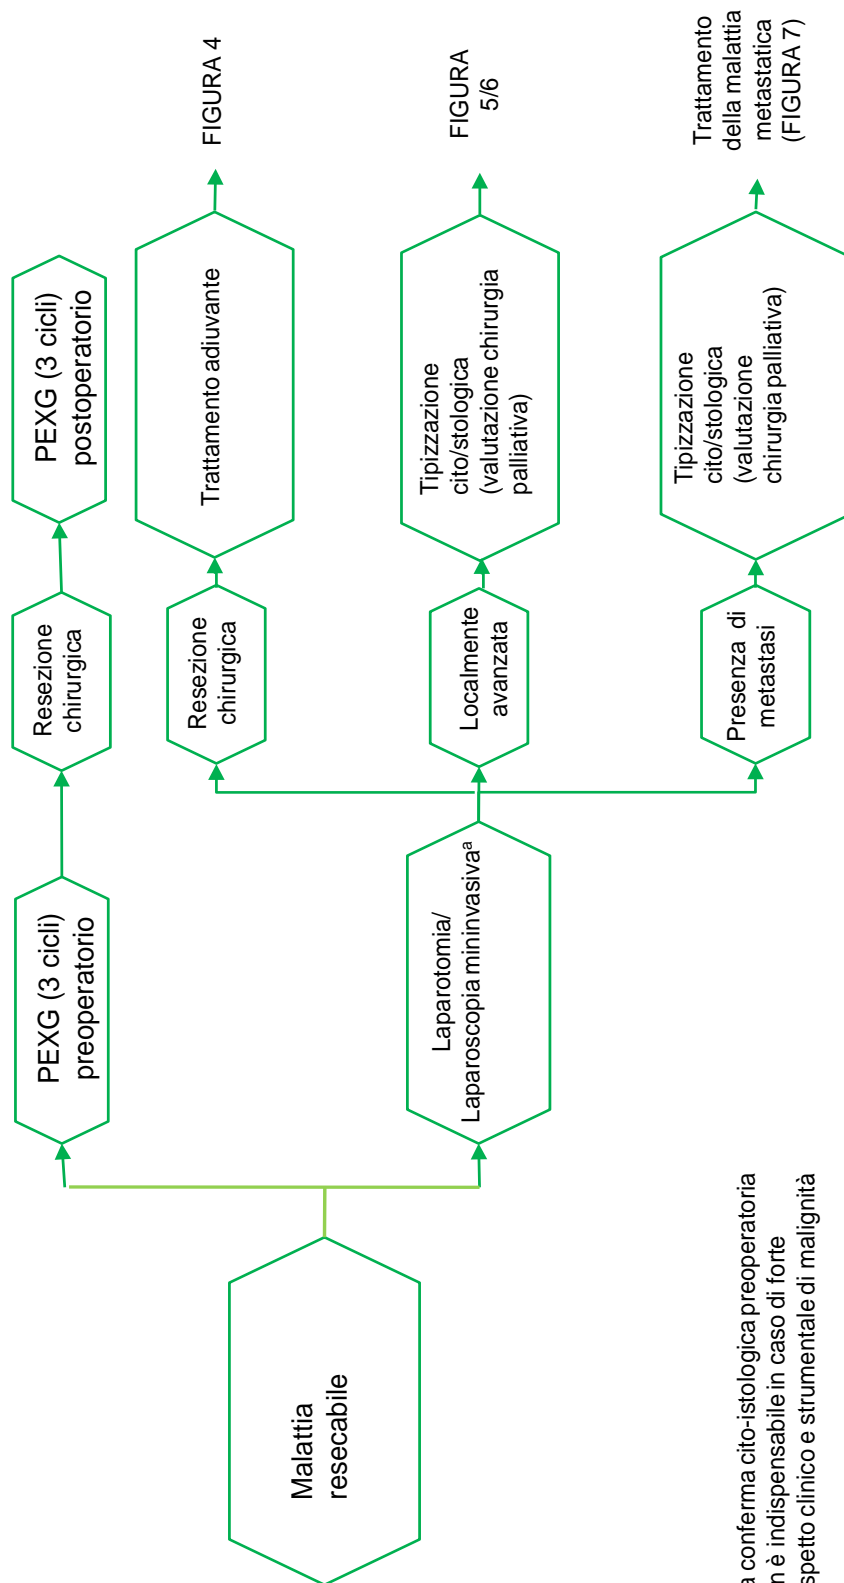 Malattia
resecabile
PEXG (3 cicli)
preoperatorio
Resezione
chirurgica
PEXG (3 cicli)
postoperatorio
Laparotomia/
Laparoscopia mininvasivaᵃ
Resezione
chirurgica
Trattamento adiuvante
FIGURA 4
Localmente
avanzata
Tipizzazione
cito/stologica
(valutazione chirurgia
palliativa)
FIGURA
5/6
Presenza di
metastasi
Tipizzazione
cito/stologica
(valutazione
chirurgia palliativa)
Trattamento
della malattia
metastatica
(FIGURA 7)
a conferma cito-istologica preoperatoria
n è indispensabile in caso di forte
spetto clinico e strumentale di malignità